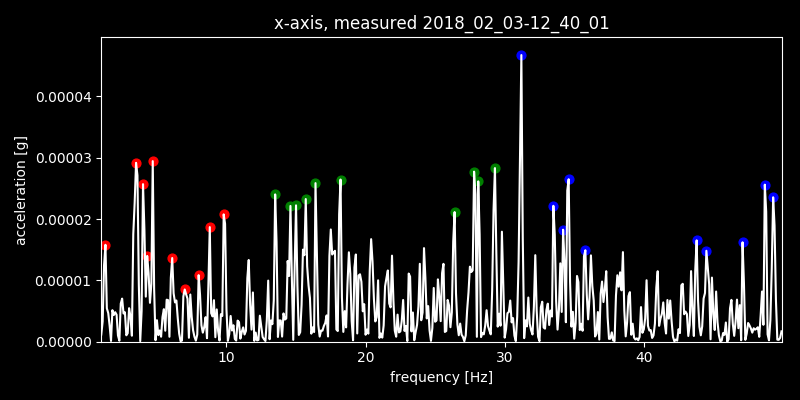 x-axis, measured 2018_02_03-12_40_01
0.00004
0.00003
0.00002
0.00001
0.00000
acceleration [g]
10 20 30 40
frequency [Hz]